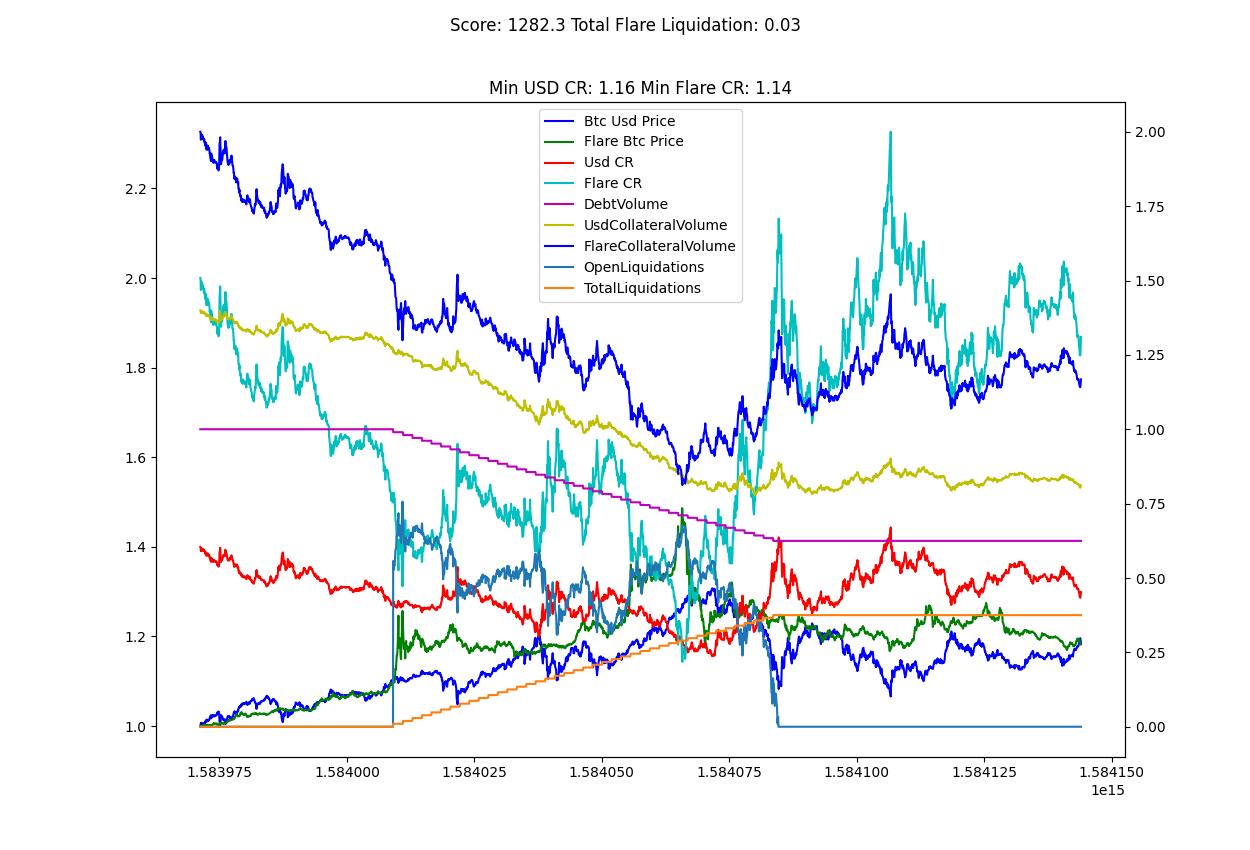 Score: 1282.3 Total Flare Liquidation: 0.03
Min USD CR: 1.16 Min Flare CR: 1.14
Btc Usd Price
Flare Btc Price
Usd CR
Flare CR
DebtVolume
UsdCollateralVolume
FlareCollateralVolume
OpenLiquidations
TotalLiquidations
2.2
2.0
1.8
1.6
1.4
1.2
1.0
2.00
1.75
1.50
1.25
1.00
0.75
0.50
0.25
0.00
1.583975 1.584000 1.584025 1.584050 1.584075 1.584100 1.584125 1.584150
1e15